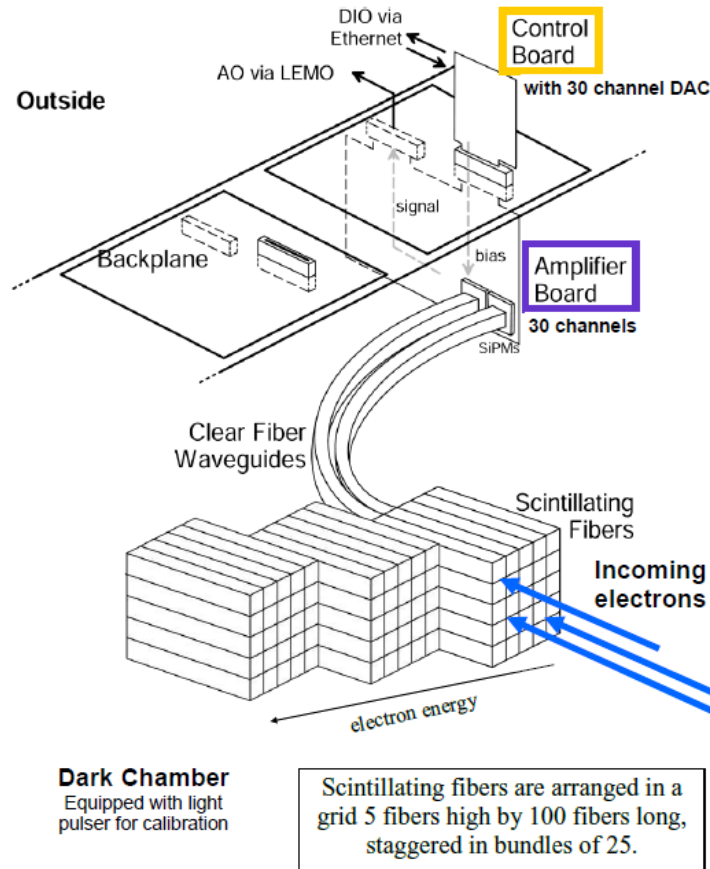 DIO via
Ethernet
Control
Board
AO via LEMO
with 30 channel DAC
Outside
signal
bias
Backplane
Amplifier
Board
30 channels
SiPMs
Clear Fiber
Waveguides
Scintillating
Fibers
Incoming
electrons
electron energy
Dark Chamber
Equipped with light
pulser for calibration
Scintillating fibers are arranged in a
grid 5 fibers high by 100 fibers long,
staggered in bundles of 25.